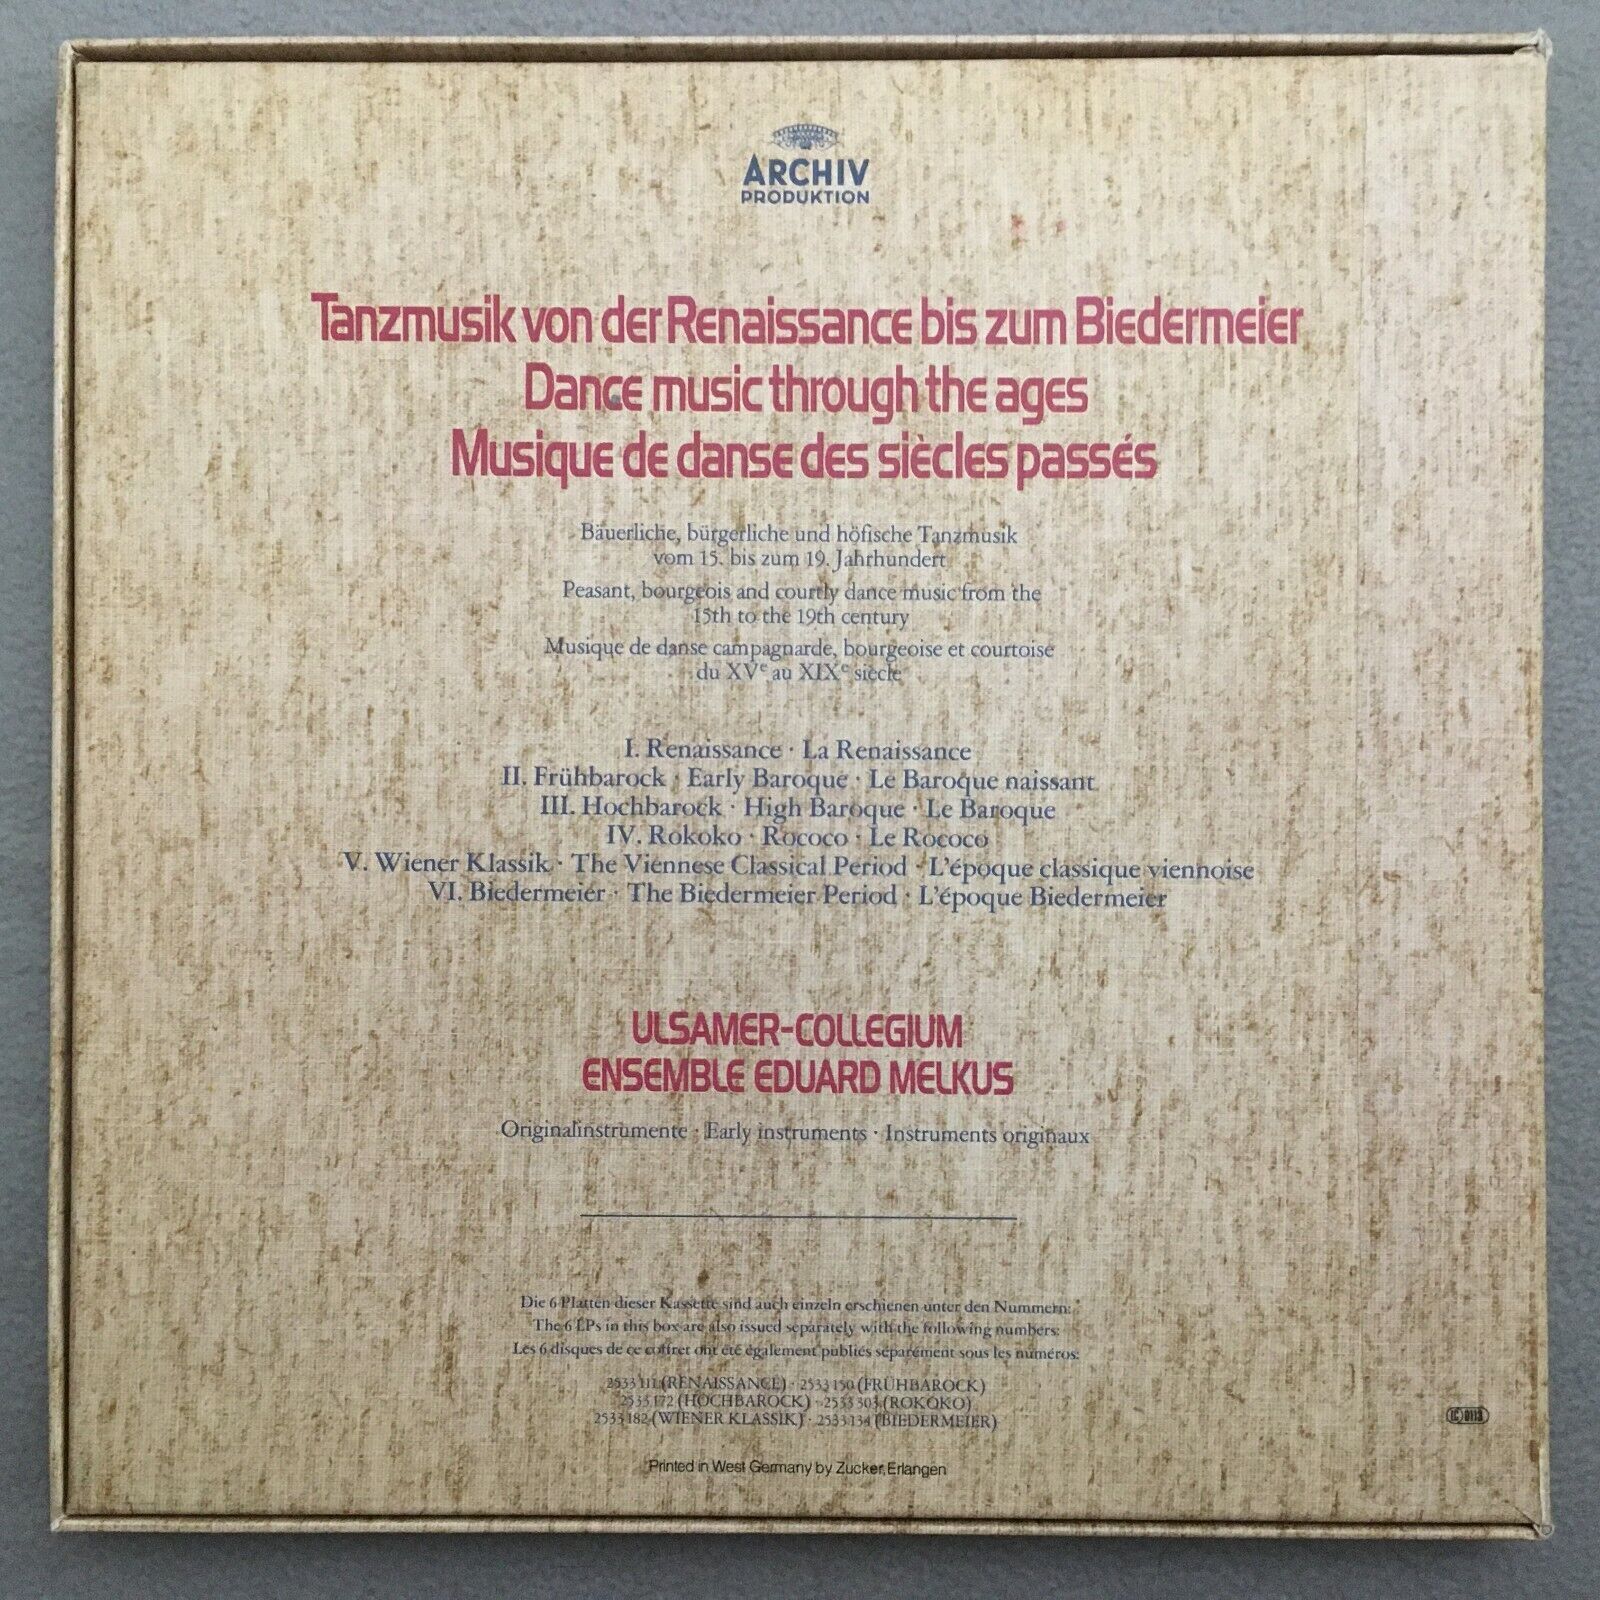 ARCHIV
PRODUKTION
Tanzmusik von der Renaissance bis zum Biedermeier
Dance music through the ages
Musique de danse des siècles passés
Bäuerliche, bürgerliche und höfische Tanzmusik
vom 15. bis zum 19. Jahrhundert
Peasant, bourgeois and courtly dance music from the
15th to the 19th century
Musique de danse campagnarde, bourgeoise et courtoise
du XVe au XIXe siècle
I. Renaissance · La Renaissance
II. Frühbarock · Early Baroque · Le Baroque naissant
III. Hochbarock · High Baroque · Le Baroque
IV. Rokoko · Rococo · Le Rococo
V. Wiener Klassik · The Viennese Classical Period · L'époque classique viennoise
VI. Biedermeier · The Biedermeier Period · L'époque Biedermeier
ULSAMER-COLLEGIUM
ENSEMBLE EDUARD MELKUS
Originalinstrumente · Early instruments · Instruments originaux
Die 6 Platten dieser Kassette sind auch einzeln erschienen unter den Nummern:
The 6 LPs in this box are also issued separately with the following numbers:
Les 6 disques de ce coffret ont été également publiés séparément sous les numéros:
2533 111 (RENAISSANCE) · 2533 150 (FRÜHBAROCK)
2533 172 (HOCHBAROCK) · 2533 303 (ROKOKO)
2533 182 (WIENER KLASSIK) · 2533 134 (BIEDERMEIER)
Printed in West Germany by Zucker, Erlangen